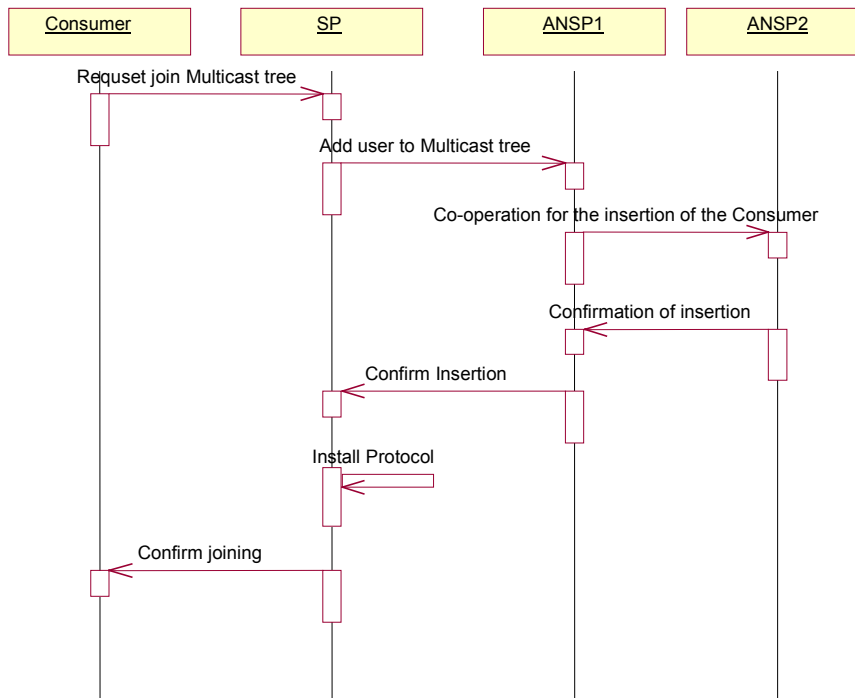 Consumer
SP
ANSP1
ANSP2
Requset join Multicast tree
Add user to Multicast tree
Co-operation for the insertion of the Consumer
Confirmation of insertion
Confirm Insertion
Install Protocol
Confirm joining